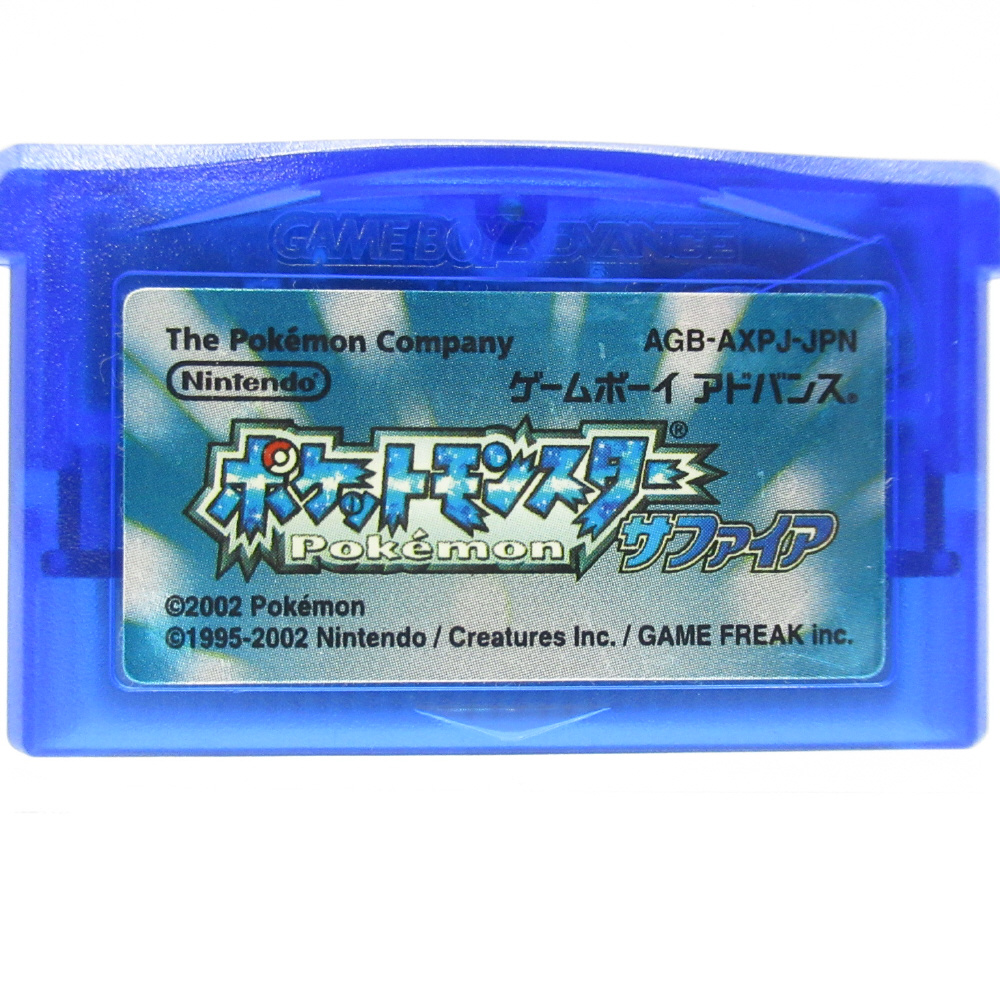 GAME BOY ADVANCE
The Pokémon Company
AGB-AXPJ-JPN
Nintendo®
ゲームボーイ アドバンス®
ポケットモンスター®
Pokémon
サファイア
©2002 Pokémon
©1995-2002 Nintendo / Creatures Inc. / GAME FREAK inc.